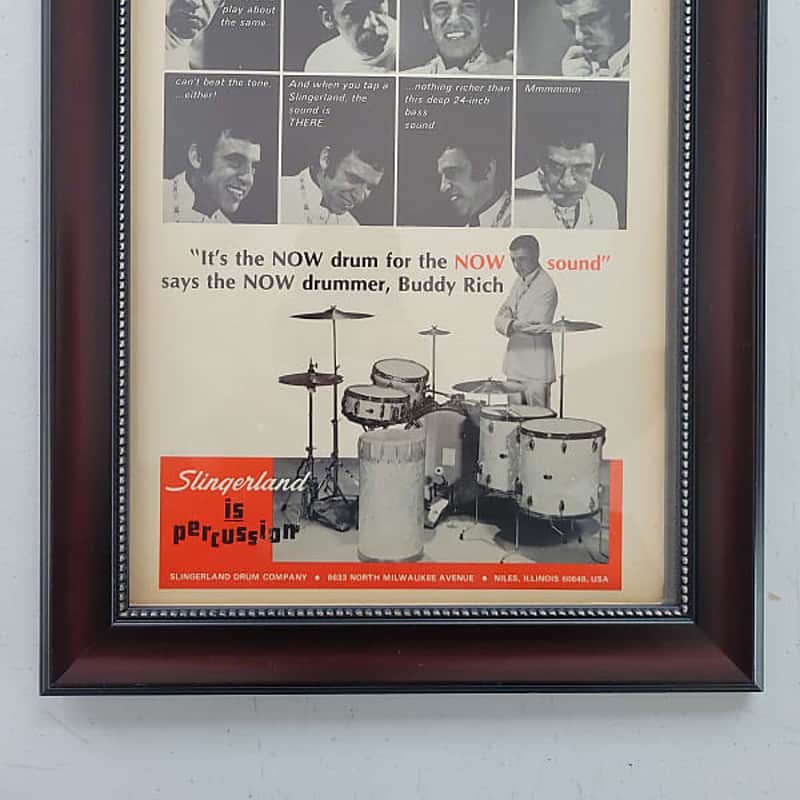 play about
the same...
can't beat the tone,
...either!
And when you tap a
Slingerland, the
sound is
THERE.
...nothing richer than
this deep 24-inch
bass
sound
Mmmmmm...
"It's the NOW drum for the NOW sound"
says the NOW drummer, Buddy Rich
Slingerland
is
percussion
SLINGERLAND DRUM COMPANY • 6633 NORTH MILWAUKEE AVENUE • NILES, ILLINOIS 60648, USA